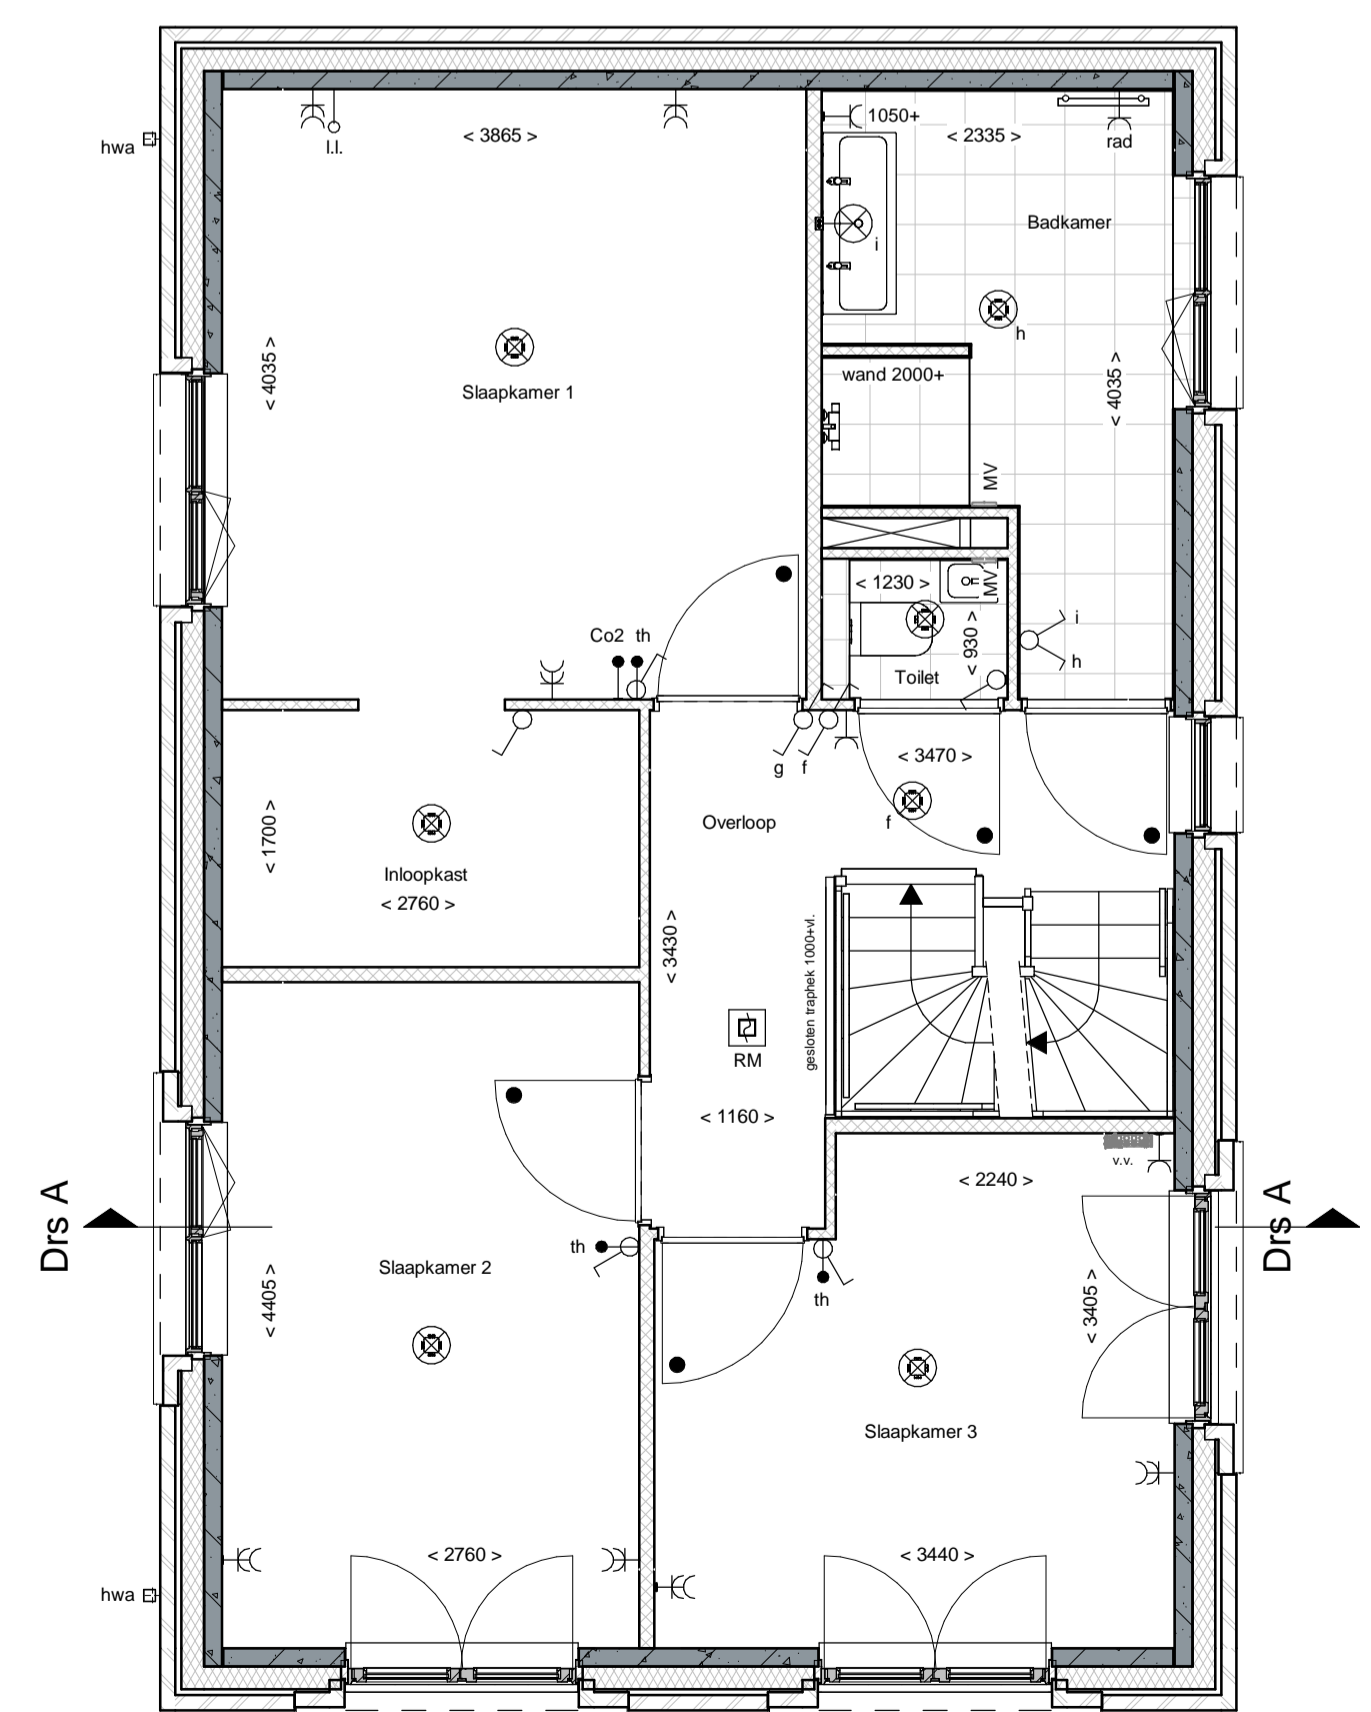 hwa
l.l.
< 3865 >
1050+
< 2335 >
rad
Badkamer
i
h
< 4035 >
Slaapkamer 1
wand 2000+
< 4035 >
MV
< 1230 >
MV
Co2 th
< 930 >
Toilet
i
h
g f
< 3470 >
f
Overloop
< 1700 >
Inloopkast
< 2760 >
< 3430 >
gesloten traphek 1000+vl.
RM
< 1160 >
v.v.
< 2240 >
Drs A
Drs A
th
Slaapkamer 2
th
< 4405 >
< 3405 >
Slaapkamer 3
< 2760 >
< 3440 >
hwa